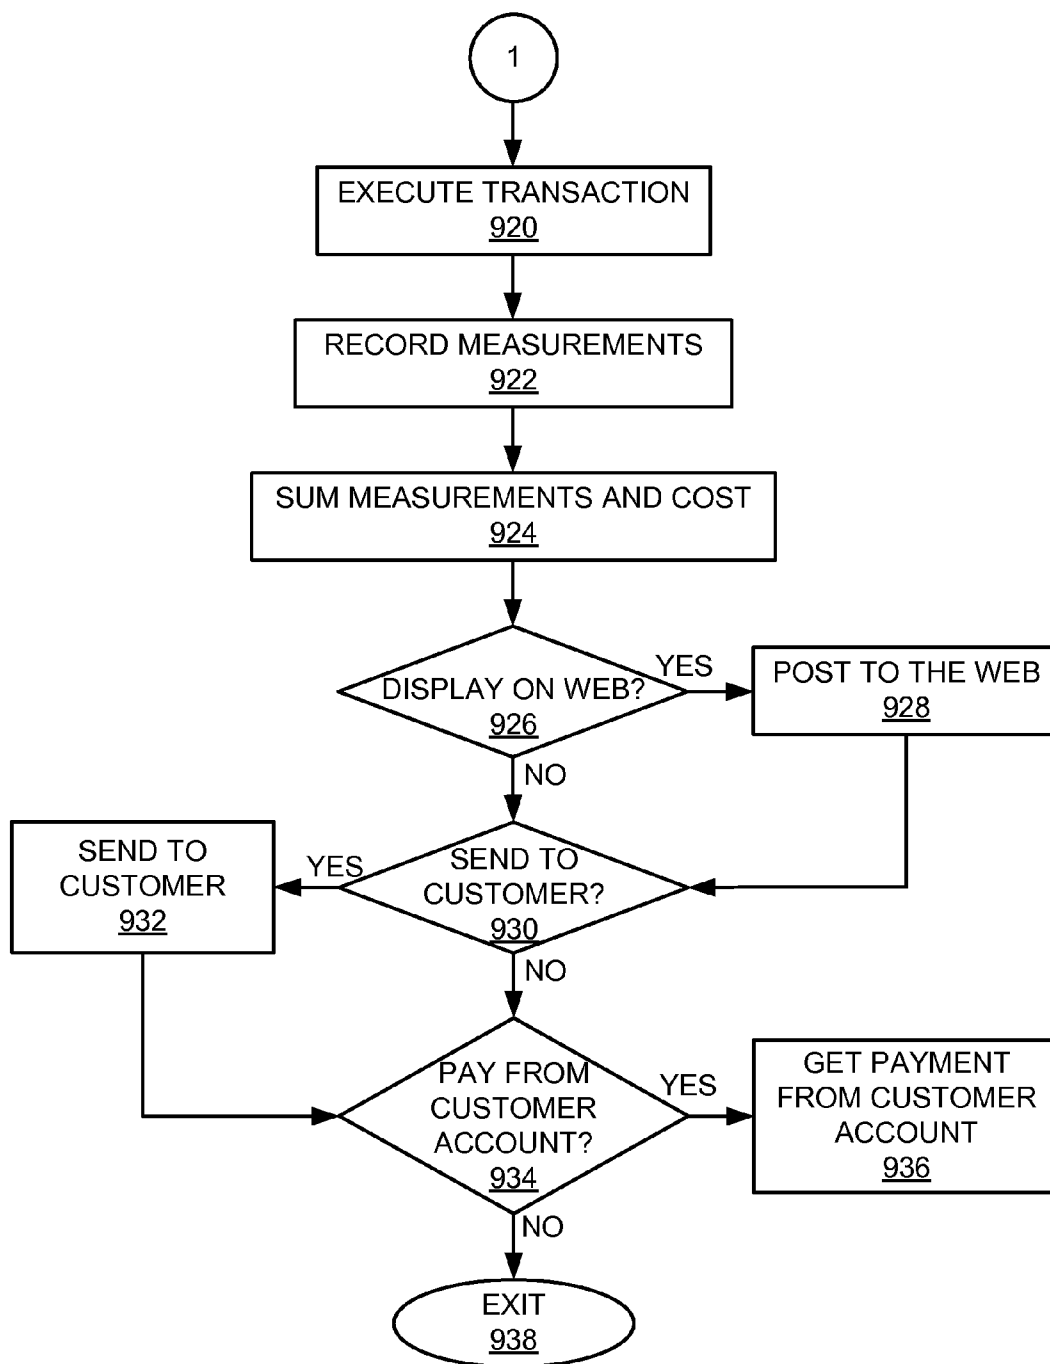 1
EXECUTE TRANSACTION
920
RECORD MEASUREMENTS
922
SUM MEASUREMENTS AND COST
924
DISPLAY ON WEB?
926
YES
POST TO THE WEB
928
NO
SEND TO
CUSTOMER?
930
YES
SEND TO
CUSTOMER
932
NO
PAY FROM
CUSTOMER
ACCOUNT?
934
YES
GET PAYMENT
FROM CUSTOMER
ACCOUNT
936
NO
EXIT
938